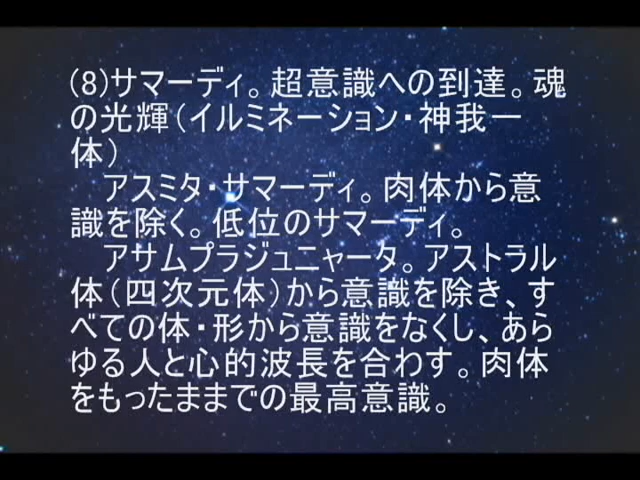 (8)サマーディ。超意識への到達。魂
の光輝(イルミネーション・神我一
体)
　アスミタ・サマーディ。肉体から意
識を除く。低位のサマーディ。
　アサムプラジュニャータ。アストラル
体(四次元体)から意識を除き、す
べての体・形から意識をなくし、あら
ゆる人と心的波長を合わす。肉体
をもったままでの最高意識。